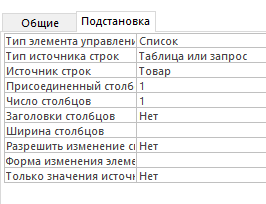 Общие Подстановка
Тип элемента управлени Список
Тип источника строк Таблица или запрос
Источник строк Товар
Присоединенный столб 1
Число столбцов 1
Заголовки столбцов Нет
Ширина столбцов
Разрешить изменение сп Нет
Форма изменения элеме
Только значения источн Нет